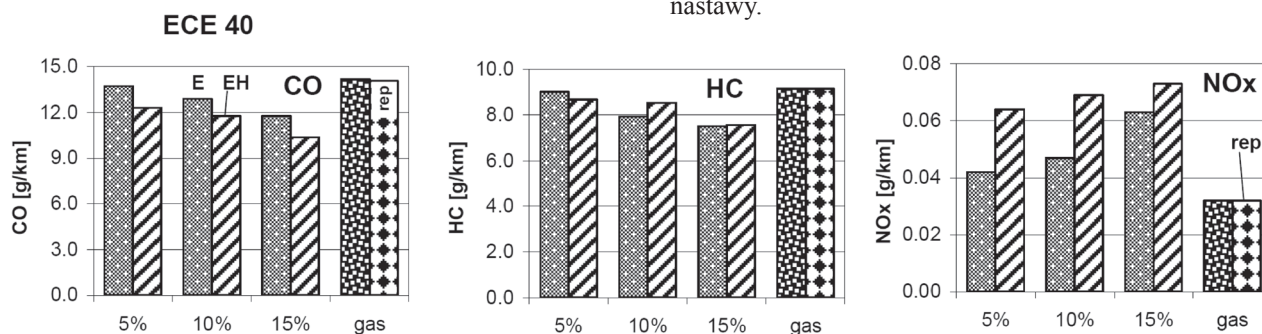 nastawy.
ECE 40
CO [g/km]
15.0
12.0
9.0
6.0
3.0
0.0
E EH CO
rep
5% 10% 15% gas
HC [g/km]
10.0
8.0
6.0
4.0
2.0
0.0
HC
5% 10% 15% gas
NOx [g/km]
0.08
0.06
0.04
0.02
0.00
NOx
rep
5% 10% 15% gas